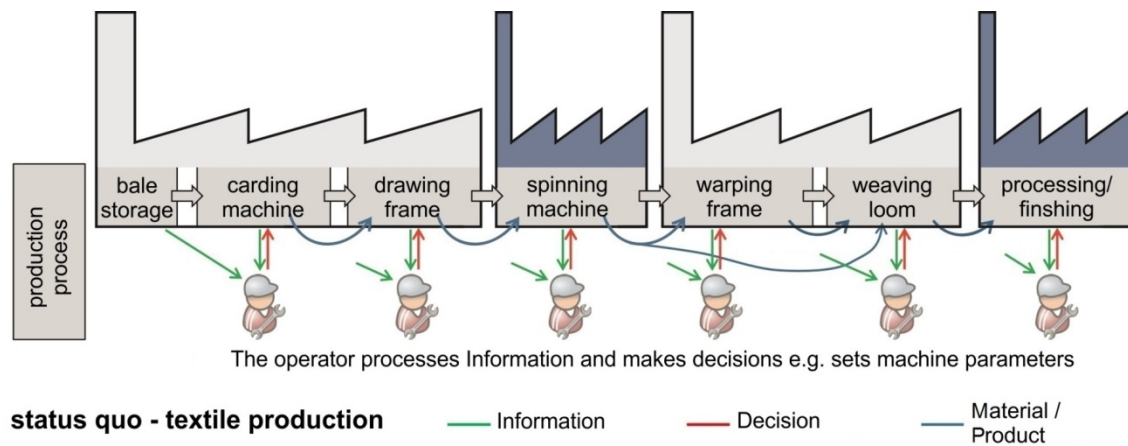 production
process
bale
storage
carding
machine
drawing
frame
spinning
machine
warping
frame
weaving
loom
processing/
finshing
The operator processes Information and makes decisions e.g. sets machine parameters
status quo - textile production
Information
Decision
Material /
Product